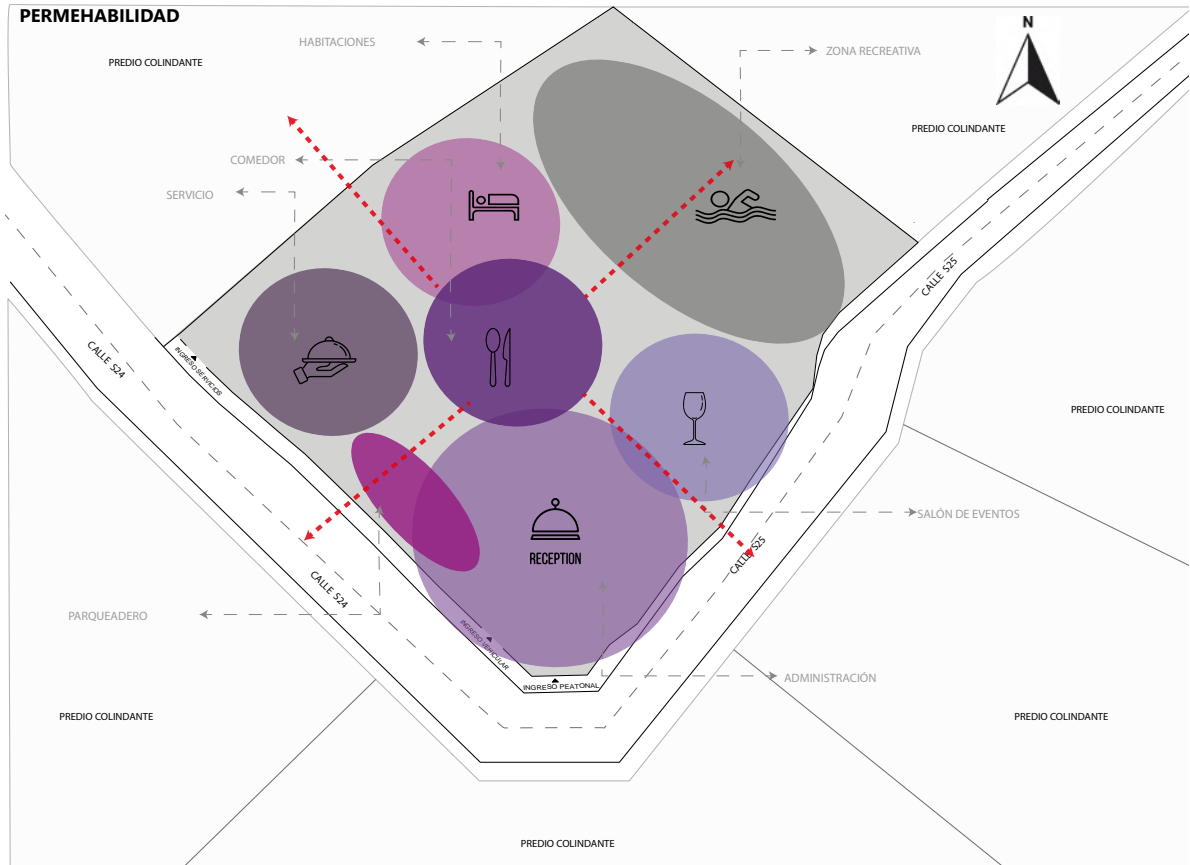 PERMEHABILIDAD
HABITACIONES
ZONA RECREATIVA
N
PREDIO COLINDANTE
PREDIO COLINDANTE
COMEDOR
SERVICIO
CALLE S25
INGRESO SERVICIOS
CALLE S24
PREDIO COLINDANTE
SALÓN DE EVENTOS
CALLE S25
RECEPTION
CALLE S24
PARQUEADERO
INGRESO VEHICULAR
ADMINISTRACIÓN
INGRESO PEATONAL
PREDIO COLINDANTE
PREDIO COLINDANTE
PREDIO COLINDANTE